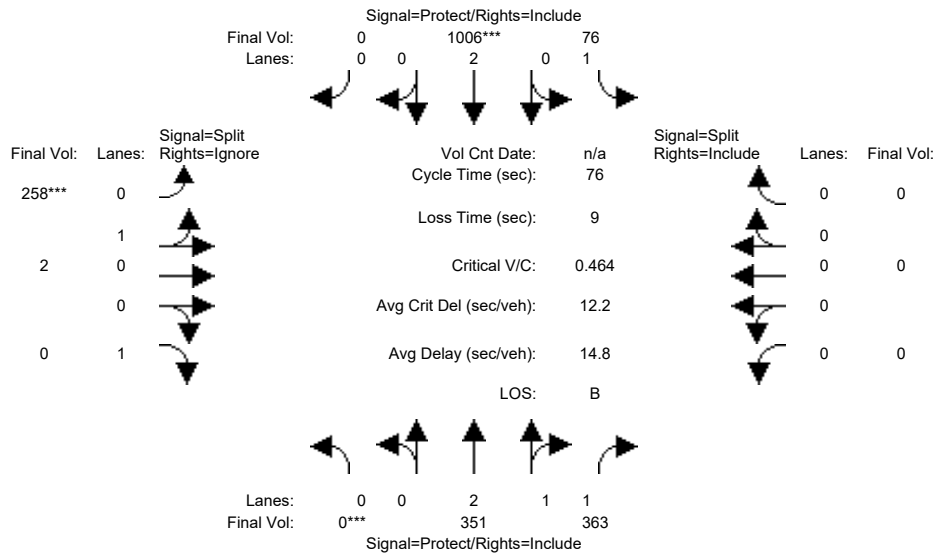 Signal=Protect/Rights=Include
Final Vol: 0 1006*** 76
Lanes: 0 0 2 0 1
Signal=Split Signal=Split
Final Vol: Lanes: Rights=Ignore Vol Cnt Date: n/a Rights=Include Lanes: Final Vol:
Cycle Time (sec): 76
258*** 0 0 0
Loss Time (sec): 9
1 0
2 0 Critical V/C: 0.464 0 0
0 Avg Crit Del (sec/veh): 12.2 0
0 1 Avg Delay (sec/veh): 14.8 0 0
LOS: B
Lanes: 0 0 2 1 1
Final Vol: 0*** 351 363
Signal=Protect/Rights=Include